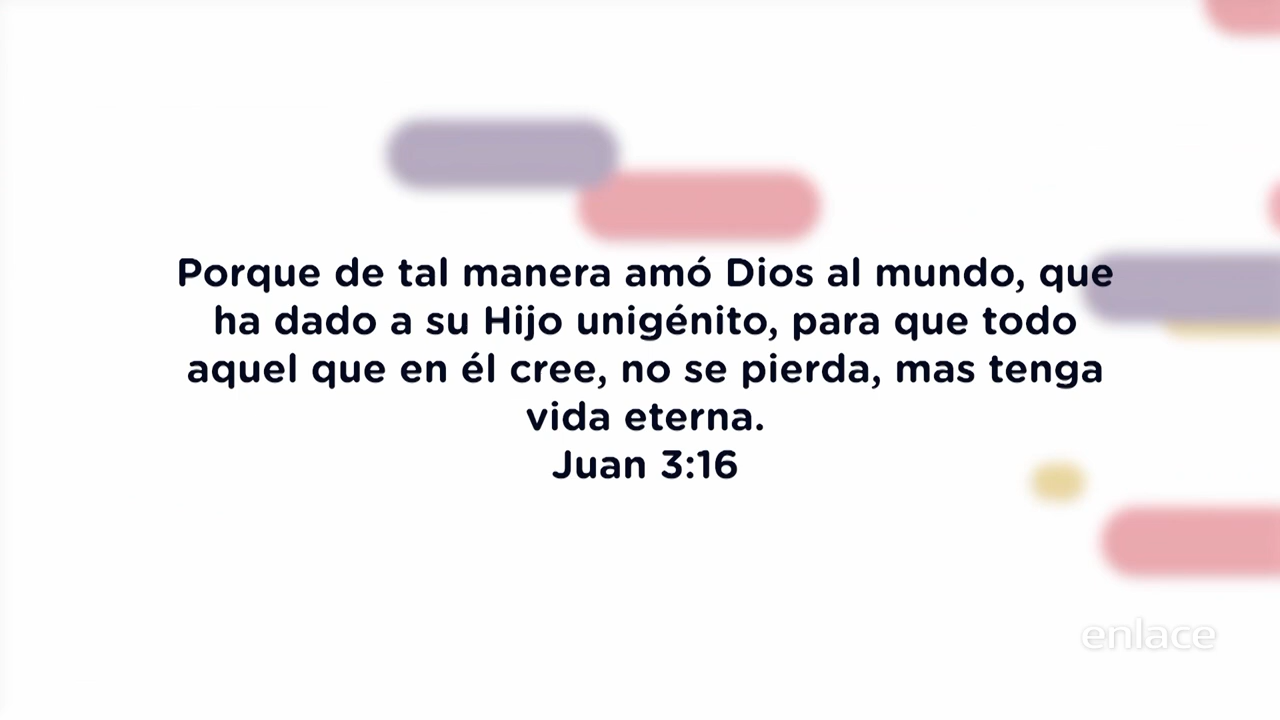 Porque de tal manera amó Dios al mundo, que
ha dado a su Hijo unigénito, para que todo
aquel que en él cree, no se pierda, mas tenga
vida eterna.
Juan 3:16
enlace